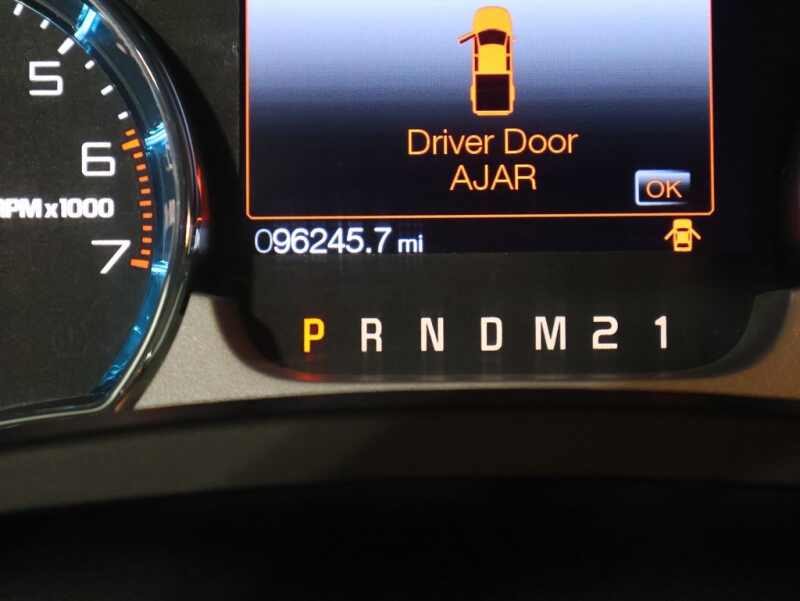 5
6
RPM x1000
7
Driver Door
AJAR
OK
096245.7 mi
P R N D M 2 1